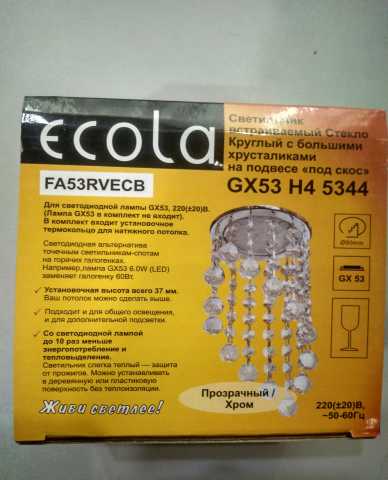 ecola
Светильник
встраиваемый Стекло
Круглый с большими
хрусталиками
на подвесе «под скос»
FA53RVECB
GX53 H4 5344
Для светодиодной лампы GX53, 220(±20)В.
(Лампа GX53 в комплект не входит).
В комплект входит установочное
термокольцо для натяжного потолка.
Светодиодная альтернатива
точечным светильникам-спотам
на горячих галогенках.
Например,лампа GX53 6.0W (LED)
заменяет галогенку 60Вт.
Установочная высота всего 37 мм.
Ваш потолок можно сделать выше.
Подходит и для общего освещения,
и для дополнительной подсветки.
Со светодиодной лампой
до 10 раз меньше
энергопотребление и
тепловыделение.
Светильник слегка теплый — защита
от прожигов. Можно устанавливать
в деревянную или пластиковую
поверхность без теплоизоляции.
Живи светлее!
GX 53
Прозрачный /
Хром
220(±20)В,
~50-60Гц